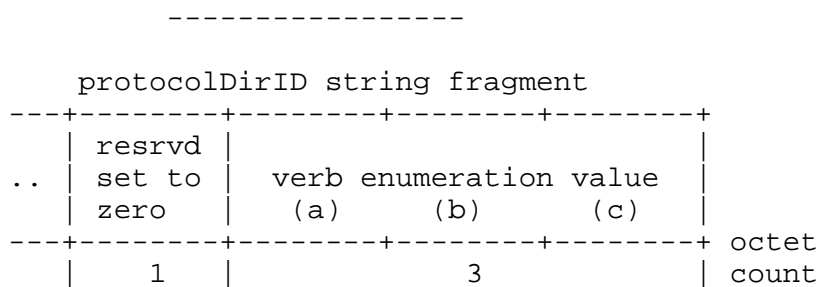 -----------------
protocolDirID string fragment
---+--------+--------+--------+--------+
   | resrvd |                          |
.. | set to |  verb enumeration value  |
   | zero   |   (a)     (b)      (c)   |
---+--------+--------+--------+--------+ octet
   |    1   |             3            | count